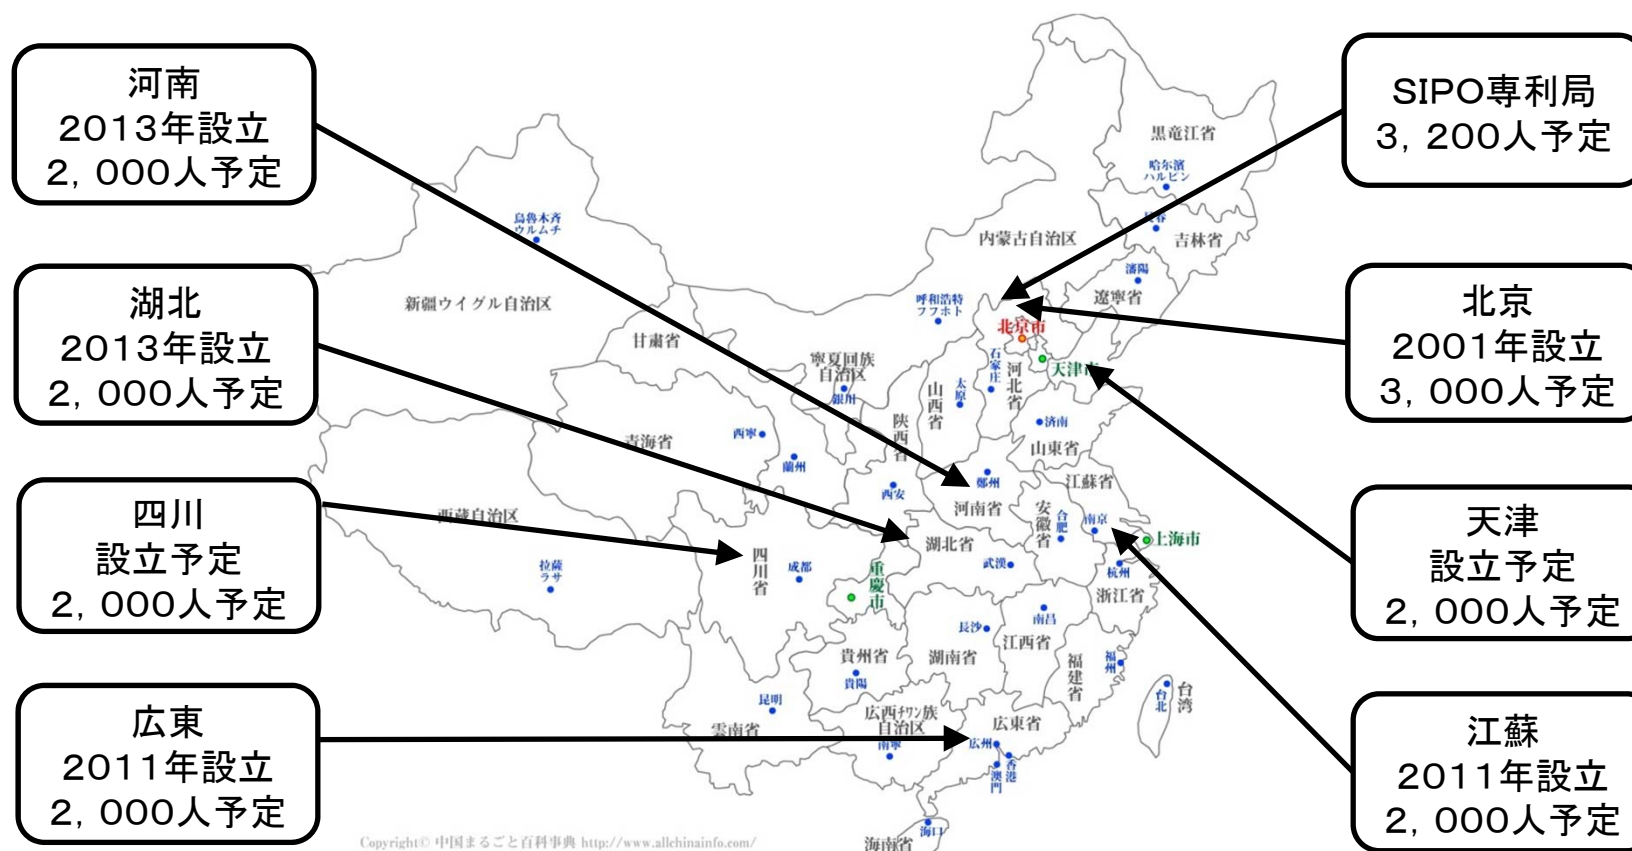 河南
2013年設立
2,000人予定
湖北
2013年設立
2,000人予定
四川
設立予定
2,000人予定
広東
2011年設立
2,000人予定
SIPO専利局
3,200人予定
北京
2001年設立
3,000人予定
天津
設立予定
2,000人予定
江蘇
2011年設立
2,000人予定
黒竜江省
哈尔濱
ハルビン
吉林省
内蒙古自治区
瀋陽
遼寧省
烏魯木斉
ウルムチ
新疆ウイグル自治区
呼和浩特
フフホト
北京市
天津市
甘粛省
寧夏回族
自治区
銀川
石家庄
河北省
太原
山西省
済南
山東省
陝西省
青海省
西寧
蘭州
西安
鄭州
河南省
江蘇省
安徽省
合肥
南京
上海市
西蔵自治区
拉薩
ラサ
四川省
成都
重慶市
湖北省
武漢
杭州
浙江省
長沙
湖南省
南昌
江西省
福州
福建省
貴州省
貴陽
昆明
雲南省
広西チワン族
自治区
南寧
広東省
広州
香港
澳門
台北
台湾
海口
海南省
Copyright© 中国まるごと百科事典 http://www.allchinainfo.com/